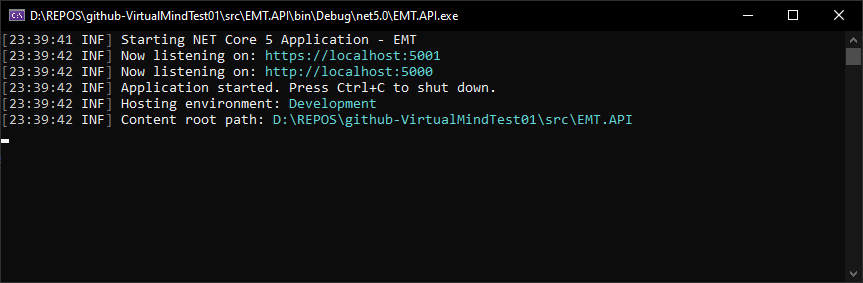 D:\REPOS\github-VirtualMindTest01\src\EMT.API\bin\Debug\net5.0\EMT.API.exe
[23:39:41 INF] Starting NET Core 5 Application - EMT
[23:39:42 INF] Now listening on: https://localhost:5001
[23:39:42 INF] Now listening on: http://localhost:5000
[23:39:42 INF] Application started. Press Ctrl+C to shut down.
[23:39:42 INF] Hosting environment: Development
[23:39:42 INF] Content root path: D:\REPOS\github-VirtualMindTest01\src\EMT.API